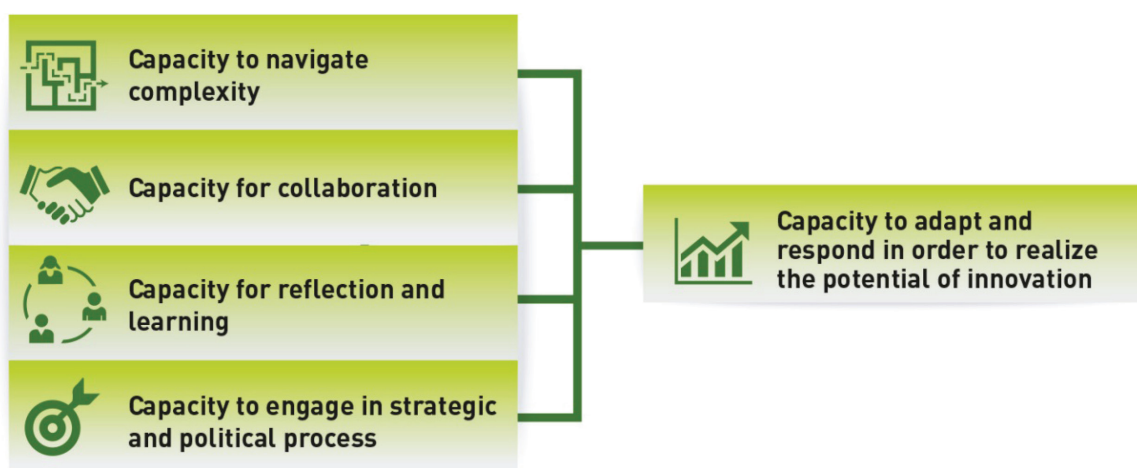 Capacity to navigate
complexity
Capacity for collaboration
Capacity for reflection and
learning
Capacity to engage in strategic
and political process
Capacity to adapt and
respond in order to realize
the potential of innovation